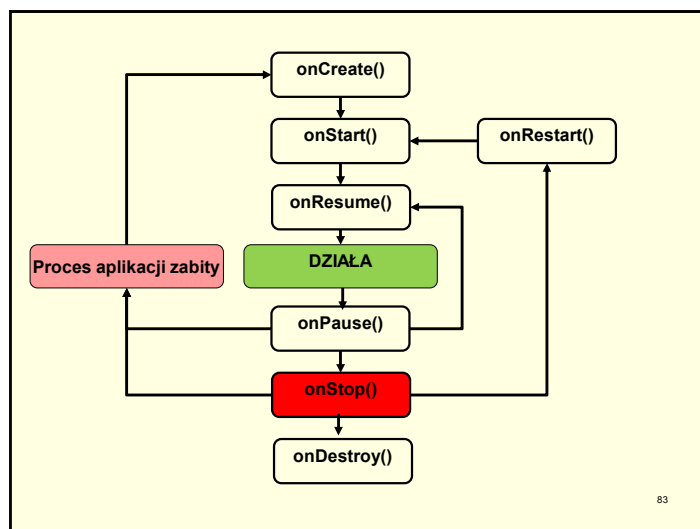 onCreate()
onStart()
onRestart()
onResume()
Proces aplikacji zabity
DZIAŁA
onPause()
onStop()
onDestroy()
83